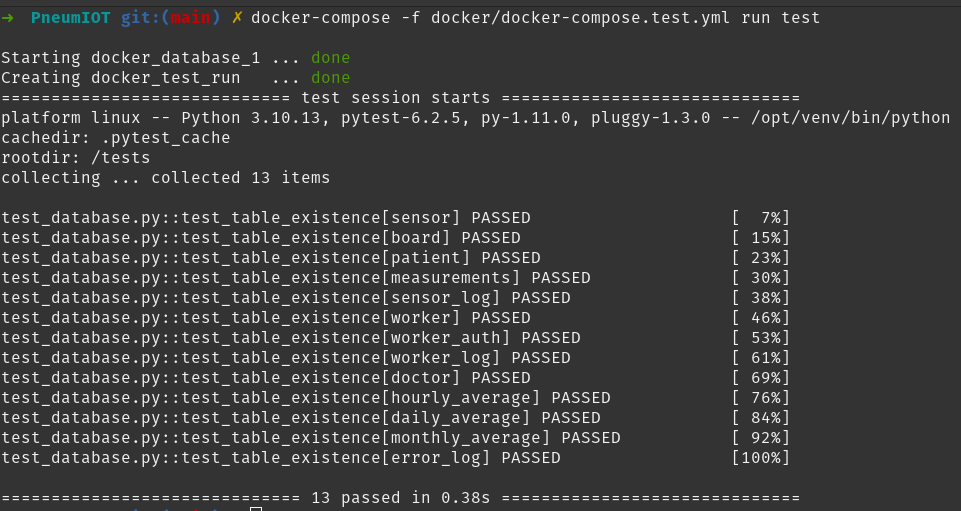 ➜  PneumIOT git:(main) ✗ docker-compose -f docker/docker-compose.test.yml run test
Starting docker_database_1 ... done
Creating docker_test_run   ... done
============================= test session starts ==============================
platform linux -- Python 3.10.13, pytest-6.2.5, py-1.11.0, pluggy-1.3.0 -- /opt/venv/bin/python
cachedir: .pytest_cache
rootdir: /tests
collecting ... collected 13 items
test_database.py::test_table_existence[sensor] PASSED                    [  7%]
test_database.py::test_table_existence[board] PASSED                     [ 15%]
test_database.py::test_table_existence[patient] PASSED                   [ 23%]
test_database.py::test_table_existence[measurements] PASSED              [ 30%]
test_database.py::test_table_existence[sensor_log] PASSED                [ 38%]
test_database.py::test_table_existence[worker] PASSED                    [ 46%]
test_database.py::test_table_existence[worker_auth] PASSED               [ 53%]
test_database.py::test_table_existence[worker_log] PASSED                [ 61%]
test_database.py::test_table_existence[doctor] PASSED                    [ 69%]
test_database.py::test_table_existence[hourly_average] PASSED            [ 76%]
test_database.py::test_table_existence[daily_average] PASSED             [ 84%]
test_database.py::test_table_existence[monthly_average] PASSED           [ 92%]
test_database.py::test_table_existence[error_log] PASSED                 [100%]
============================== 13 passed in 0.38s ==============================